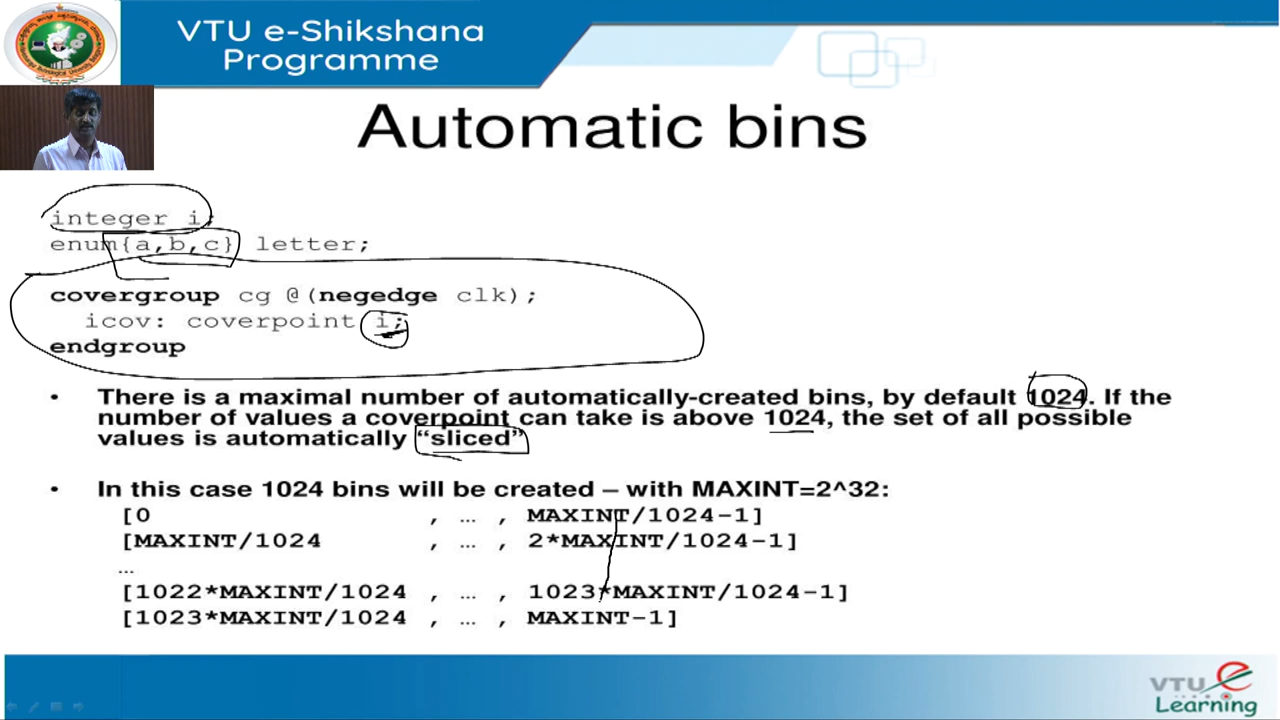 VTU e-Shikshana
Programme
Automatic bins
integer i;
enum{a,b,c} letter;
covergroup cg @(negedge clk);
icov: coverpoint i;
endgroup
• There is a maximal number of automatically-created bins, by default 1024. If the
number of values a coverpoint can take is above 1024, the set of all possible
values is automatically “sliced”
• In this case 1024 bins will be created – with MAXINT=2^32:
[0 , … , MAXINT/1024-1]
[MAXINT/1024 , … , 2*MAXINT/1024-1]
…
[1022*MAXINT/1024 , … , 1023*MAXINT/1024-1]
[1023*MAXINT/1024 , … , MAXINT-1]
VTU e
Learning